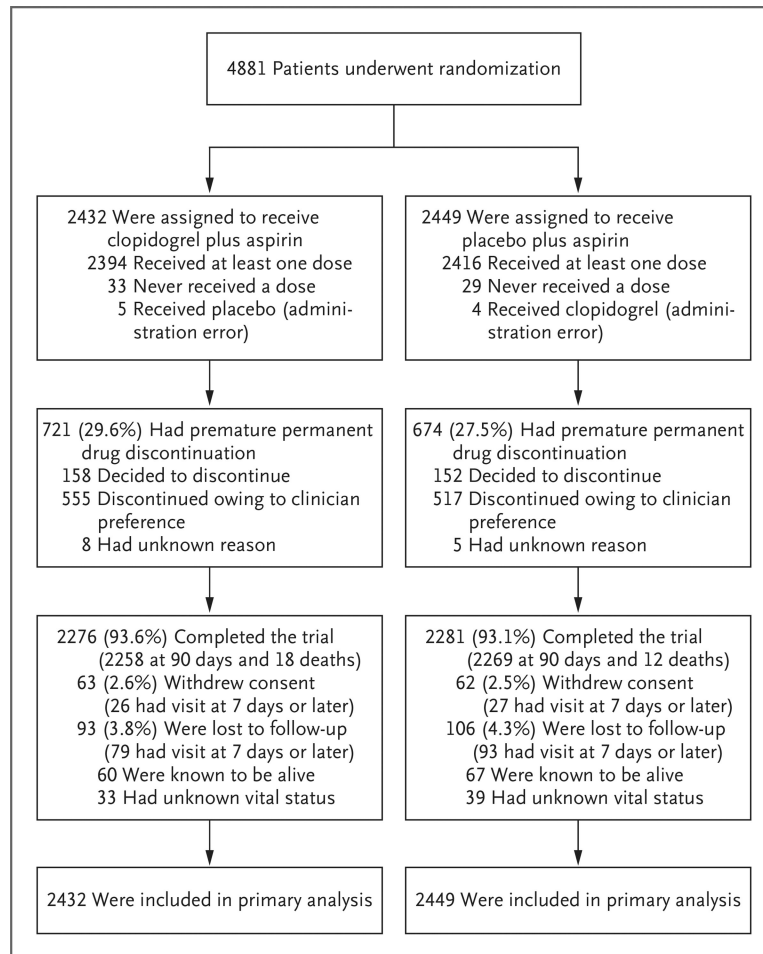 4881 Patients underwent randomization
2432 Were assigned to receive
clopidogrel plus aspirin
2394 Received at least one dose
33 Never received a dose
5 Received placebo (admini-
stration error)
2449 Were assigned to receive
placebo plus aspirin
2416 Received at least one dose
29 Never received a dose
4 Received clopidogrel (admini-
stration error)
721 (29.6%) Had premature permanent
drug discontinuation
158 Decided to discontinue
555 Discontinued owing to clinician
preference
8 Had unknown reason
674 (27.5%) Had premature permanent
drug discontinuation
152 Decided to discontinue
517 Discontinued owing to clinician
preference
5 Had unknown reason
2276 (93.6%) Completed the trial
(2258 at 90 days and 18 deaths)
63 (2.6%) Withdrew consent
(26 had visit at 7 days or later)
93 (3.8%) Were lost to follow-up
(79 had visit at 7 days or later)
60 Were known to be alive
33 Had unknown vital status
2281 (93.1%) Completed the trial
(2269 at 90 days and 12 deaths)
62 (2.5%) Withdrew consent
(27 had visit at 7 days or later)
106 (4.3%) Were lost to follow-up
(93 had visit at 7 days or later)
67 Were known to be alive
39 Had unknown vital status
2432 Were included in primary analysis
2449 Were included in primary analysis